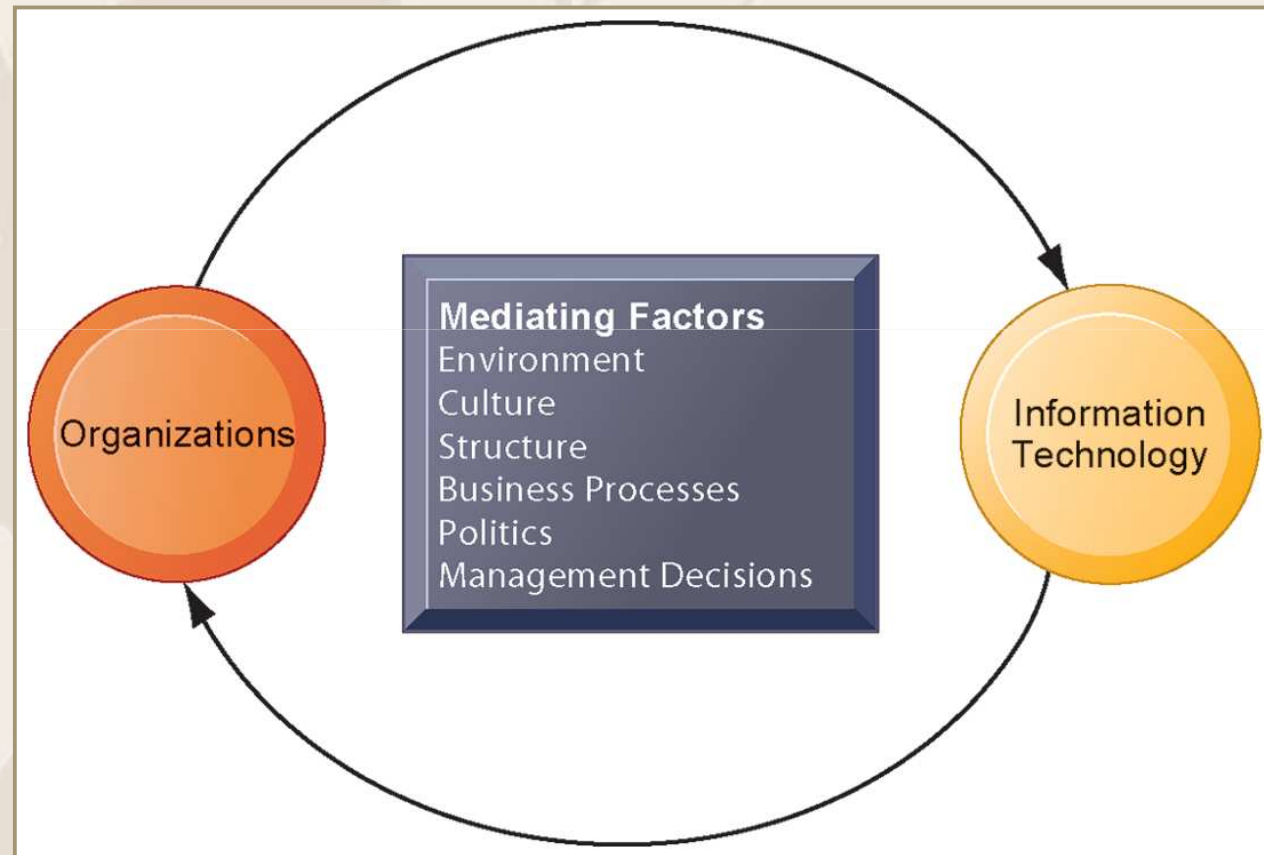 Organizations
Mediating Factors
Environment
Culture
Structure
Business Processes
Politics
Management Decisions
Information
Technology